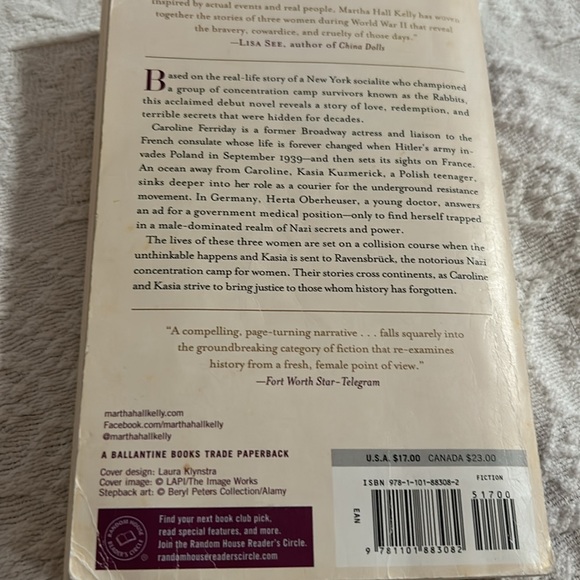 inspired by actual events and real people, Martha Hall Kelly has woven
together the stories of three women during World War II that reveal
the bravery, cowardice, and cruelty of those days."
—LISA SEE, author of China Dolls
Based on the real-life story of a New York socialite who championed
a group of concentration camp survivors known as the Rabbits,
this acclaimed debut novel reveals a story of love, redemption, and
terrible secrets that were hidden for decades.
Caroline Ferriday is a former Broadway actress and liaison to the
French consulate whose life is forever changed when Hitler's army in-
vades Poland in September 1939—and then sets its sights on France.
An ocean away from Caroline, Kasia Kuzmerick, a Polish teenager,
sinks deeper into her role as a courier for the underground resistance
movement. In Germany, Herta Oberheuser, a young doctor, answers
an ad for a government medical position—only to find herself trapped
in a male-dominated realm of Nazi secrets and power.
The lives of these three women are set on a collision course when the
unthinkable happens and Kasia is sent to Ravensbrück, the notorious Nazi
concentration camp for women. Their stories cross continents, as Caroline
and Kasia strive to bring justice to those whom history has forgotten.
"A compelling, page-turning narrative . . . falls squarely into
the groundbreaking category of fiction that re-examines
history from a fresh, female point of view."
—Fort Worth Star-Telegram
marthahallkelly.com
Facebook.com/marthahallkelly
@marthahallkelly
A BALLANTINE BOOKS TRADE PAPERBACK
Cover design: Laura Klynstra
Cover image: © LAPI/The Image Works
Stepback art: © Beryl Peters Collection/Alamy
RANDOM HOUSE
READER'S CIRCLE
Find your next book club pick,
read special features, and more.
Join the Random House Reader's Circle.
randomhousereaderscircle.com
U.S.A. $17.00 CANADA $23.00
FICTION
ISBN 978-1-101-88308-2
51700
EAN
9 781101 883082